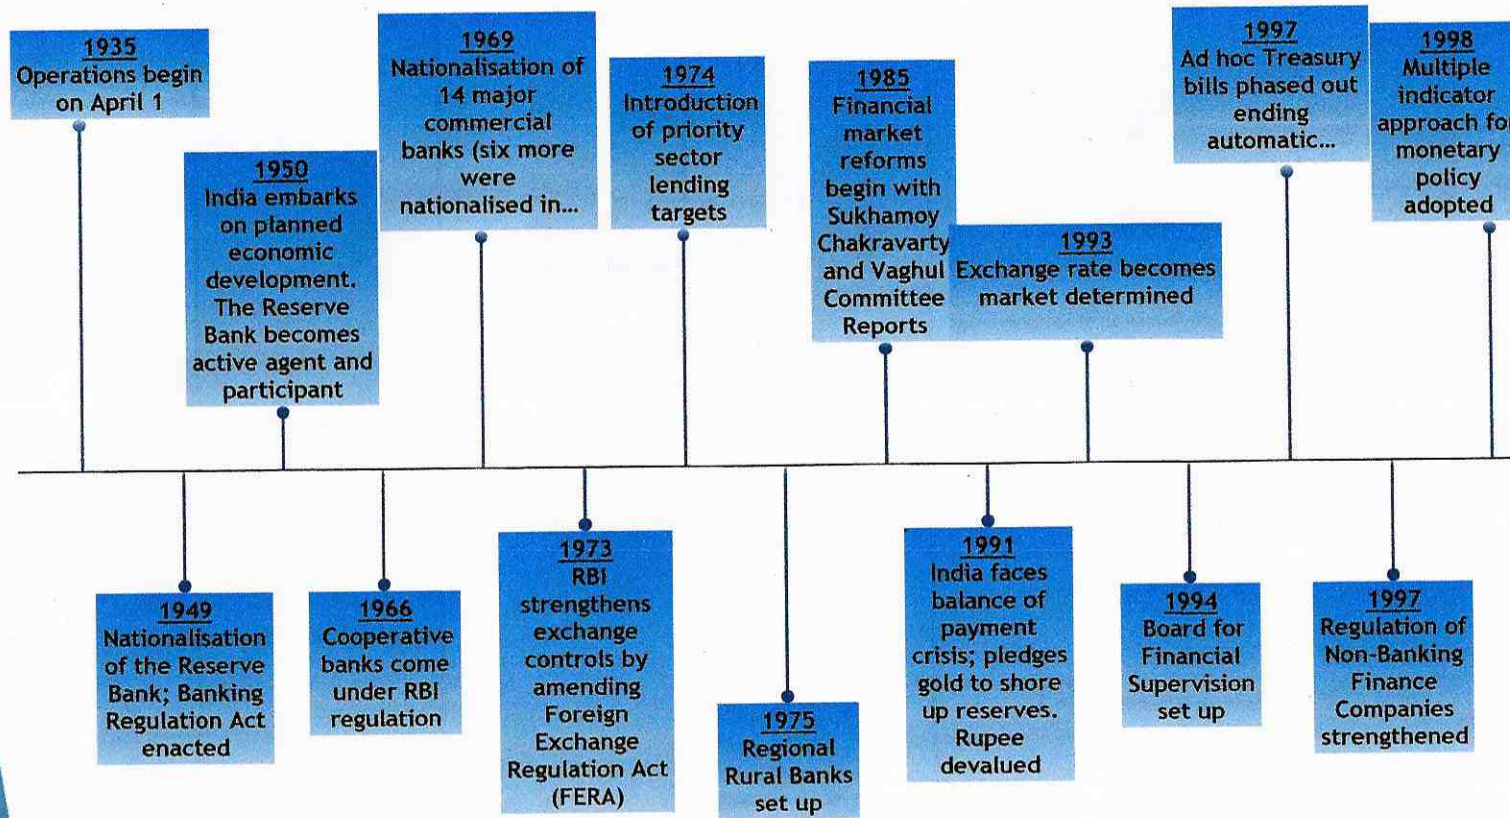 1935
Operations begin
on April 1
1949
Nationalisation
of the Reserve
Bank; Banking
Regulation Act
enacted
1950
India embarks
on planned
economic
development.
The Reserve
Bank becomes
active agent and
participant
1966
Cooperative
banks come
under RBI
regulation
1969
Nationalisation of
14 major
commercial
banks (six more
were
nationalised in...
1973
RBI
strengthens
exchange
controls by
amending
Foreign
Exchange
Regulation Act
(FERA)
1974
Introduction
of priority
sector
lending
targets
1975
Regional
Rural Banks
set up
1985
Financial
market
reforms
begin with
Sukhamoy
Chakravarty
and Vaghul
Committee
Reports
1991
India faces
balance of
payment
crisis; pledges
gold to shore
up reserves.
Rupee
devalued
1993
Exchange rate becomes
market determined
1994
Board for
Financial
Supervision
set up
1997
Ad hoc Treasury
bills phased out
ending
automatic...
1997
Regulation of
Non-Banking
Finance
Companies
strengthened
1998
Multiple
indicator
approach for
monetary
policy
adopted